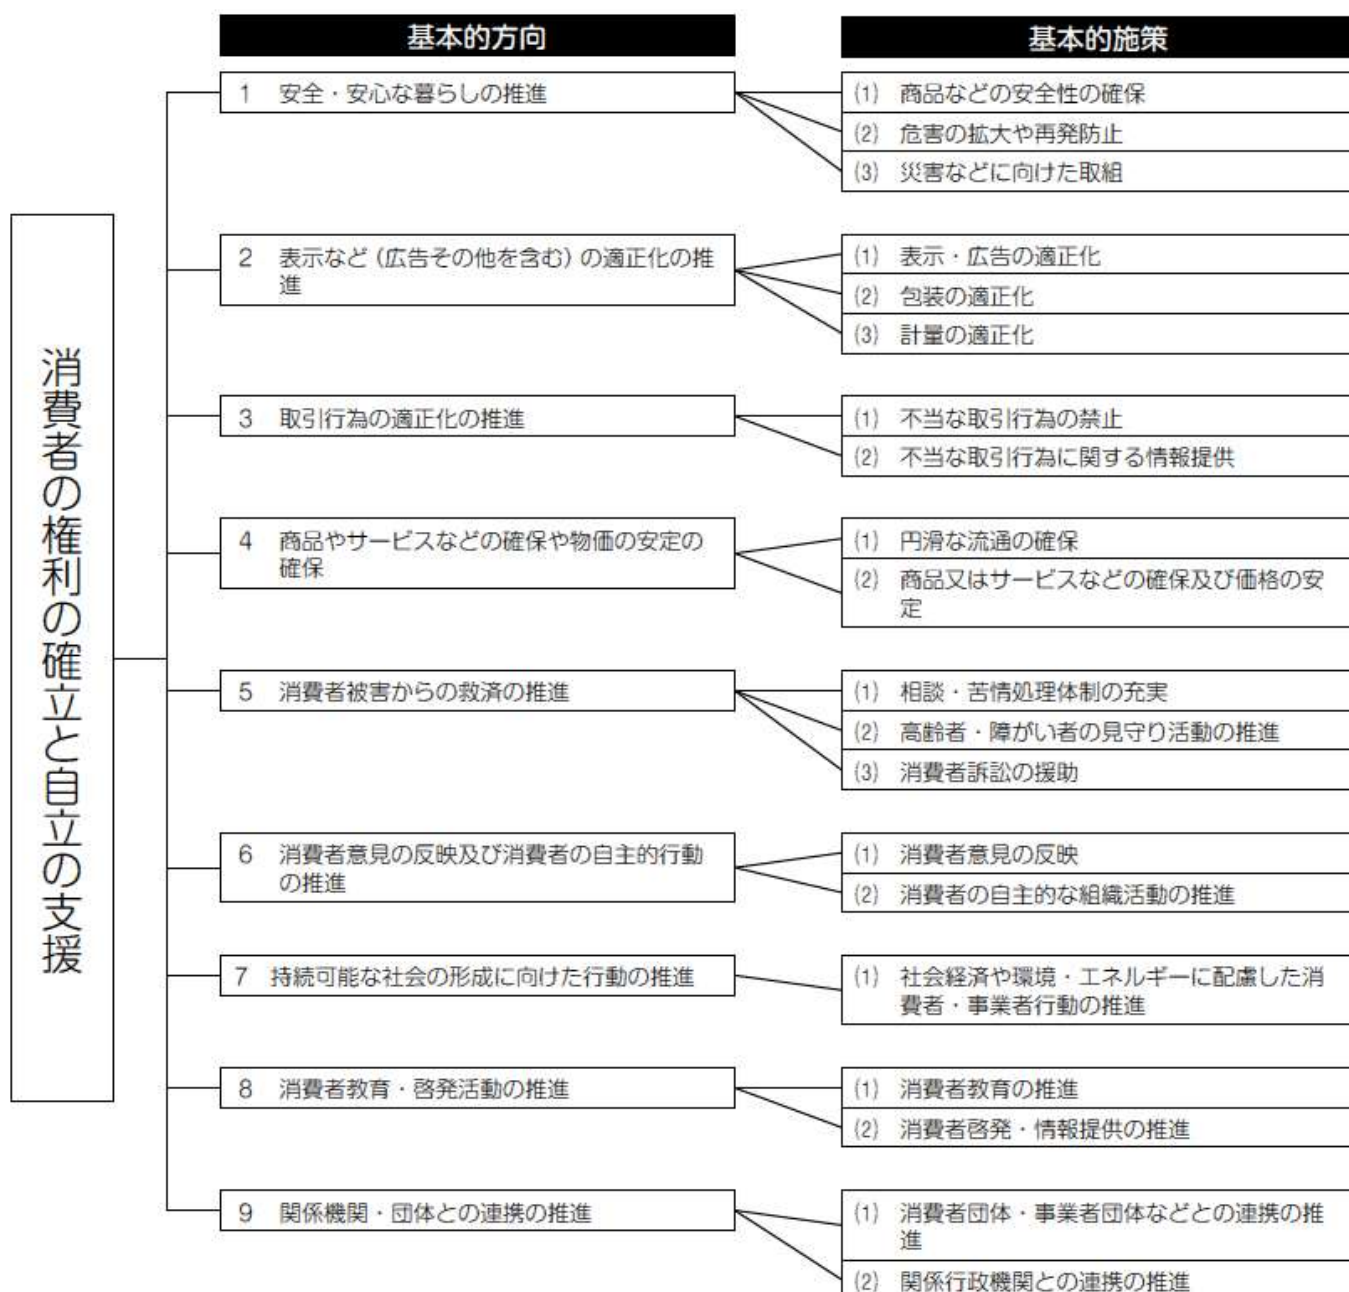 基本的方向
基本的施策
消費者の権利の確立と自立の支援
1 安全・安心な暮らしの推進
(1) 商品などの安全性の確保
(2) 危害の拡大や再発防止
(3) 災害などに向けた取組
2 表示など（広告その他を含む）の適正化の推
進
(1) 表示・広告の適正化
(2) 包装の適正化
(3) 計量の適正化
3 取引行為の適正化の推進
(1) 不当な取引行為の禁止
(2) 不当な取引行為に関する情報提供
4 商品やサービスなどの確保や物価の安定の
確保
(1) 円滑な流通の確保
(2) 商品又はサービスなどの確保及び価格の安
定
5 消費者被害からの救済の推進
(1) 相談・苦情処理体制の充実
(2) 高齢者・障がい者の見守り活動の推進
(3) 消費者訴訟の援助
6 消費者意見の反映及び消費者の自主的行動
の推進
(1) 消費者意見の反映
(2) 消費者の自主的な組織活動の推進
7 持続可能な社会の形成に向けた行動の推進
(1) 社会経済や環境・エネルギーに配慮した消
費者・事業者行動の推進
8 消費者教育・啓発活動の推進
(1) 消費者教育の推進
(2) 消費者啓発・情報提供の推進
9 関係機関・団体との連携の推進
(1) 消費者団体・事業者団体などとの連携の推
進
(2) 関係行政機関との連携の推進